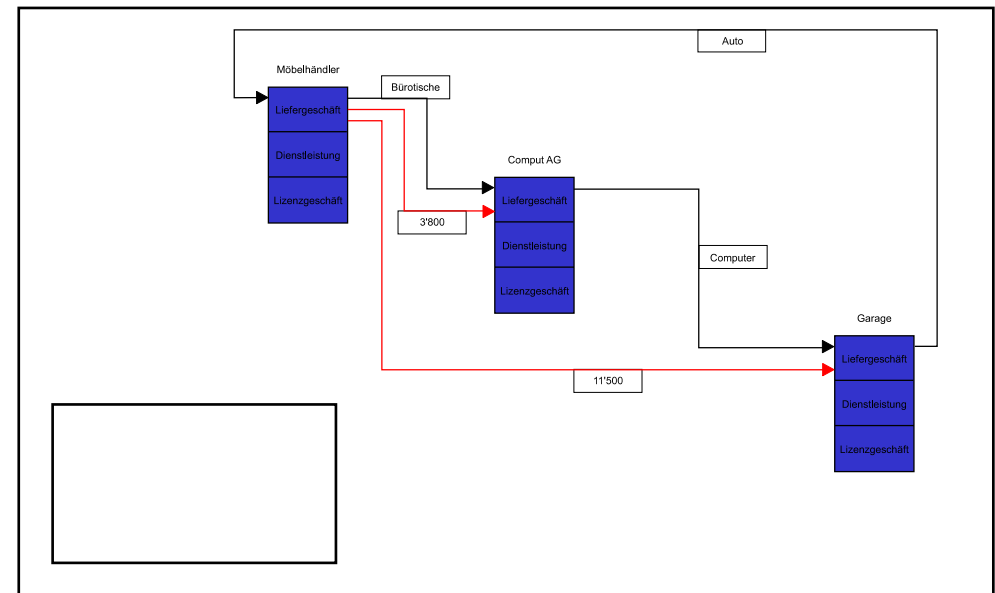 Auto
Möbelhändler
Bürotische
Liefergeschäft
Dienstleistung
Lizenzgeschäft
Comput AG
Liefergeschäft
3'800
Dienstleistung
Computer
Lizenzgeschäft
Garage
Liefergeschäft
11'500
Dienstleistung
Lizenzgeschäft